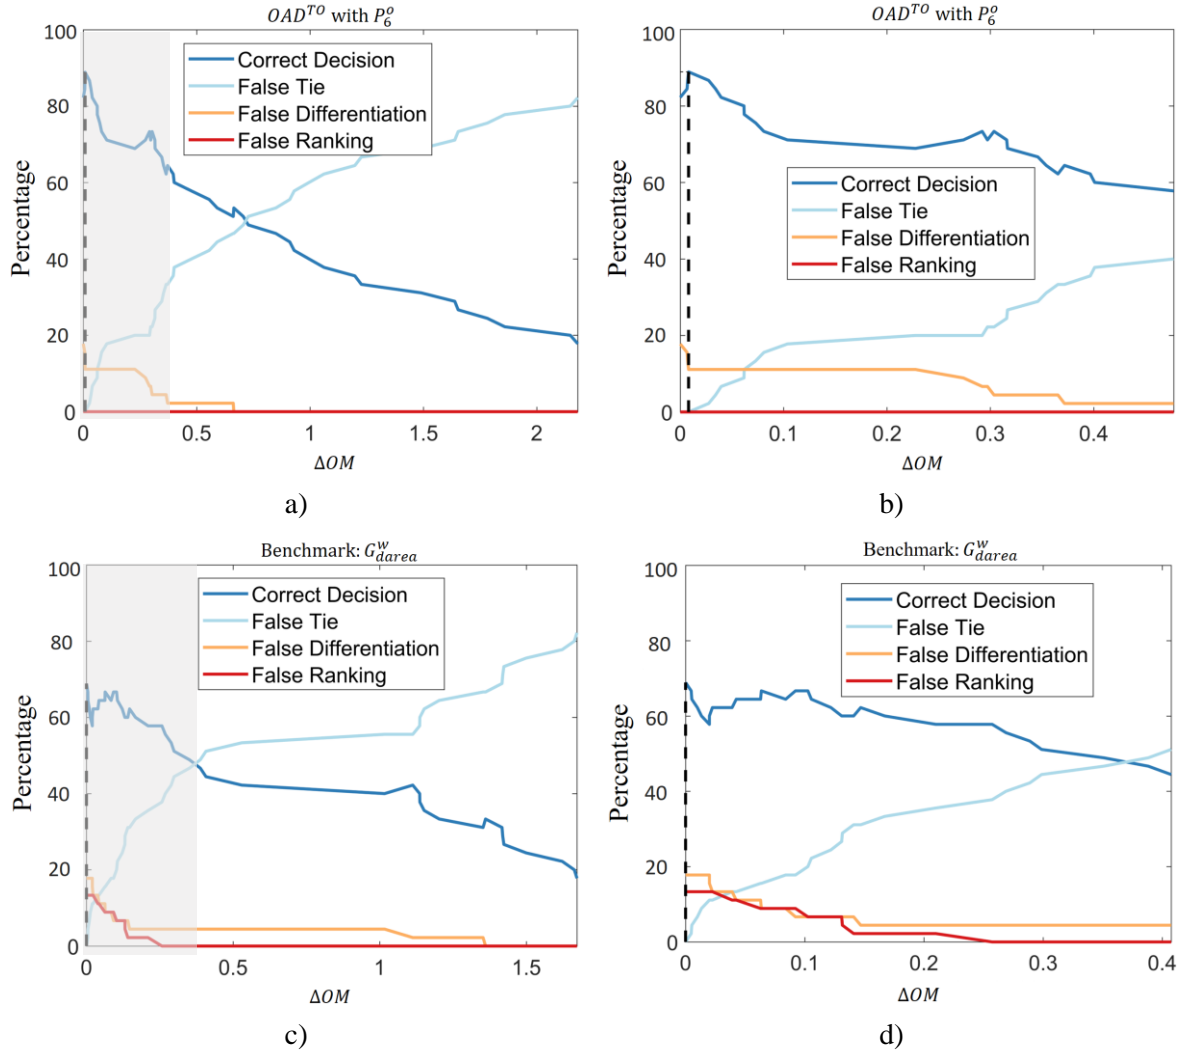 OAD^TO with P_6^o
100
80
60
40
20
0
Percentage
Correct Decision
False Tie
False Differentiation
False Ranking
0 0.5 1 1.5 2
ΔOM
a)
OAD^TO with P_6^o
100
80
60
40
20
0
Percentage
Correct Decision
False Tie
False Differentiation
False Ranking
0 0.1 0.2 0.3 0.4
ΔOM
b)
Benchmark: G_darea^w
100
80
60
40
20
0
Percentage
Correct Decision
False Tie
False Differentiation
False Ranking
0 0.5 1 1.5
ΔOM
c)
Benchmark: G_darea^w
100
80
60
40
20
0
Percentage
Correct Decision
False Tie
False Differentiation
False Ranking
0 0.1 0.2 0.3 0.4
ΔOM
d)